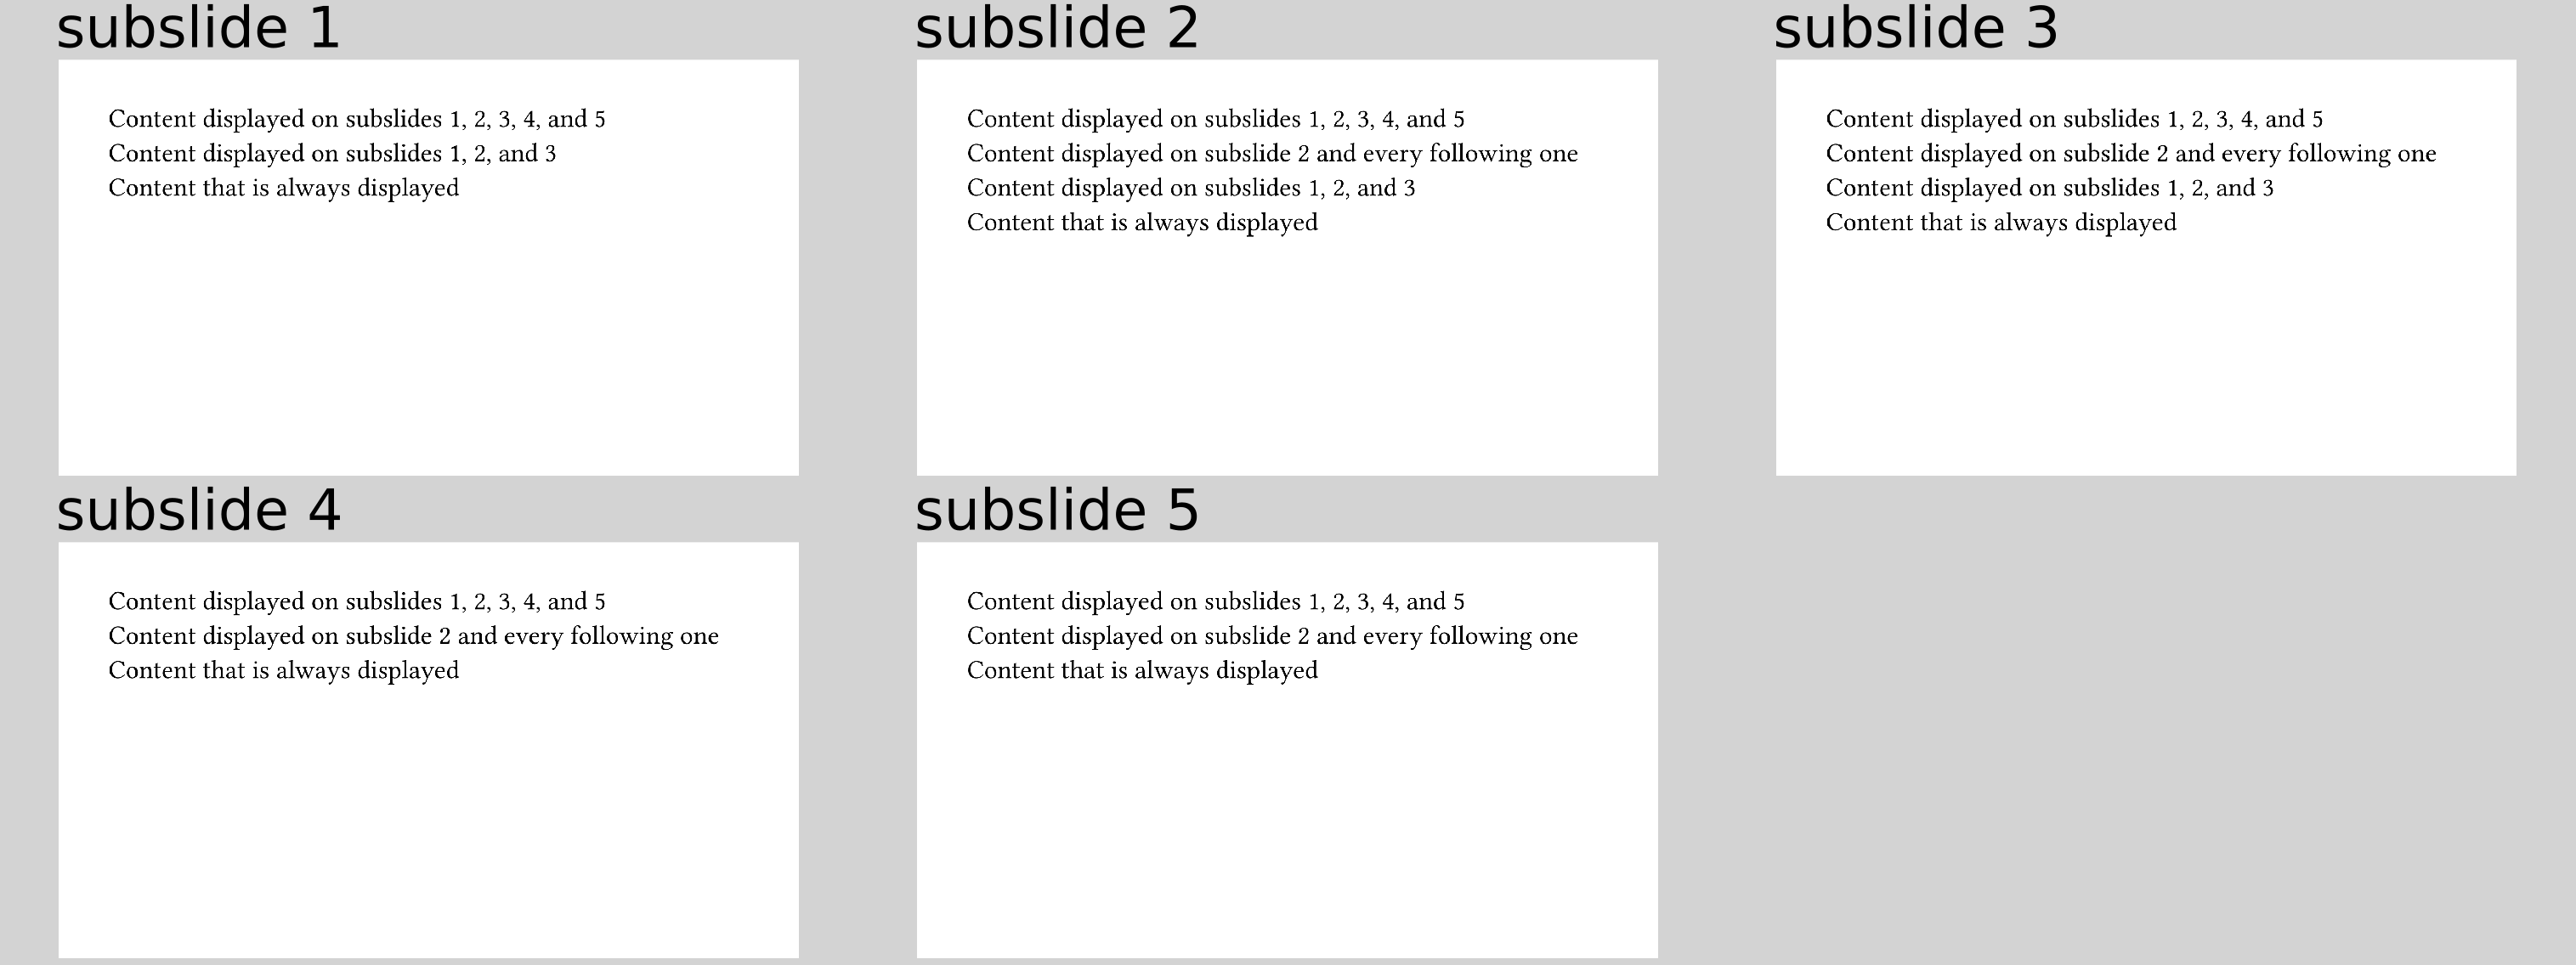 subslide 1
Content displayed on subslides 1, 2, 3, 4, and 5
Content displayed on subslides 1, 2, and 3
Content that is always displayed
subslide 2
Content displayed on subslides 1, 2, 3, 4, and 5
Content displayed on subslide 2 and every following one
Content displayed on subslides 1, 2, and 3
Content that is always displayed
subslide 3
Content displayed on subslides 1, 2, 3, 4, and 5
Content displayed on subslide 2 and every following one
Content displayed on subslides 1, 2, and 3
Content that is always displayed
subslide 4
Content displayed on subslides 1, 2, 3, 4, and 5
Content displayed on subslide 2 and every following one
Content that is always displayed
subslide 5
Content displayed on subslides 1, 2, 3, 4, and 5
Content displayed on subslide 2 and every following one
Content that is always displayed